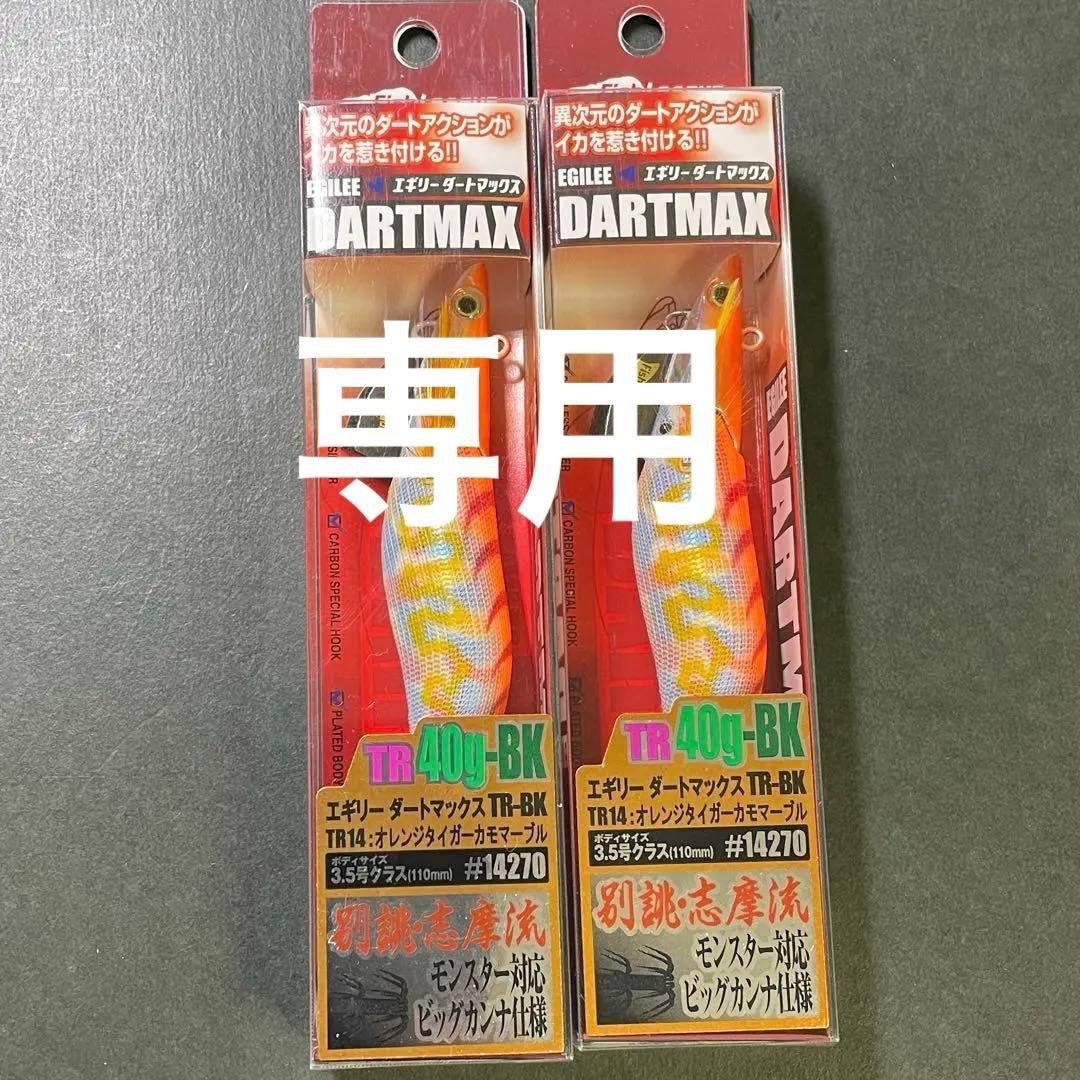 異次元のダートアクションが
イカを惹き付ける!!
EGILEE エギリー ダートマックス
DARTMAX
CARBON SPECIAL HOOK
PLATED BODY
TR 40g-BK
エギリー ダートマックス TR-BK
TR14:オレンジタイガーカモマーブル
ボディサイズ
3.5号クラス(110mm) #14270
別誂・志摩流
モンスター対応
ビッグカンナ仕様
異次元のダートアクションが
イカを惹き付ける!!
EGILEE エギリー ダートマックス
DARTMAX
Fish
EGILEE
DARTM
CARBON SPECIAL HOOK
PLATED BODY
TR 40g-BK
エギリー ダートマックス TR-BK
TR14:オレンジタイガーカモマーブル
ボディサイズ
3.5号クラス(110mm) #14270
別誂・志摩流
モンスター対応
ビッグカンナ仕様
専用